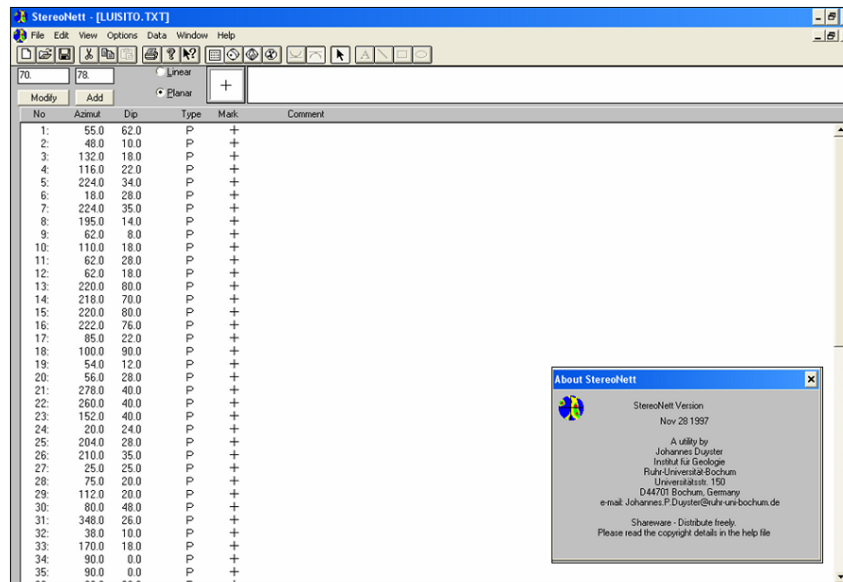 StereoNett - [LUISITO.TXT]
File Edit View Options Data Window Help
70. 78. Linear
Planar
Modify Add
No Azimut Dip Type Mark Comment
1: 55.0 62.0 P +
2: 48.0 10.0 P +
3: 132.0 18.0 P +
4: 116.0 22.0 P +
5: 224.0 34.0 P +
6: 18.0 28.0 P +
7: 224.0 35.0 P +
8: 195.0 14.0 P +
9: 62.0 8.0 P +
10: 110.0 18.0 P +
11: 62.0 28.0 P +
12: 62.0 18.0 P +
13: 220.0 80.0 P +
14: 218.0 70.0 P +
15: 220.0 80.0 P +
16: 222.0 76.0 P +
17: 85.0 22.0 P +
18: 100.0 90.0 P +
19: 54.0 12.0 P +
20: 56.0 28.0 P +
21: 278.0 40.0 P +
22: 260.0 40.0 P +
23: 152.0 40.0 P +
24: 20.0 24.0 P +
25: 204.0 28.0 P +
26: 210.0 35.0 P +
27: 25.0 25.0 P +
28: 75.0 20.0 P +
29: 112.0 20.0 P +
30: 80.0 48.0 P +
31: 348.0 26.0 P +
32: 38.0 10.0 P +
33: 170.0 18.0 P +
34: 90.0 0.0 P +
35: 90.0 0.0 P +
About StereoNett
StereoNett Version
Nov 28 1997
A utility by
Johannes Duyster
Institut für Geologie
Ruhr-Universität-Bochum
Universitätsstr. 150
D44701 Bochum, Germany
e-mail: Johannes.P.Duyster@ruhr-uni-bochum.de
Shareware - Distribute freely.
Please read the copyright details in the help file